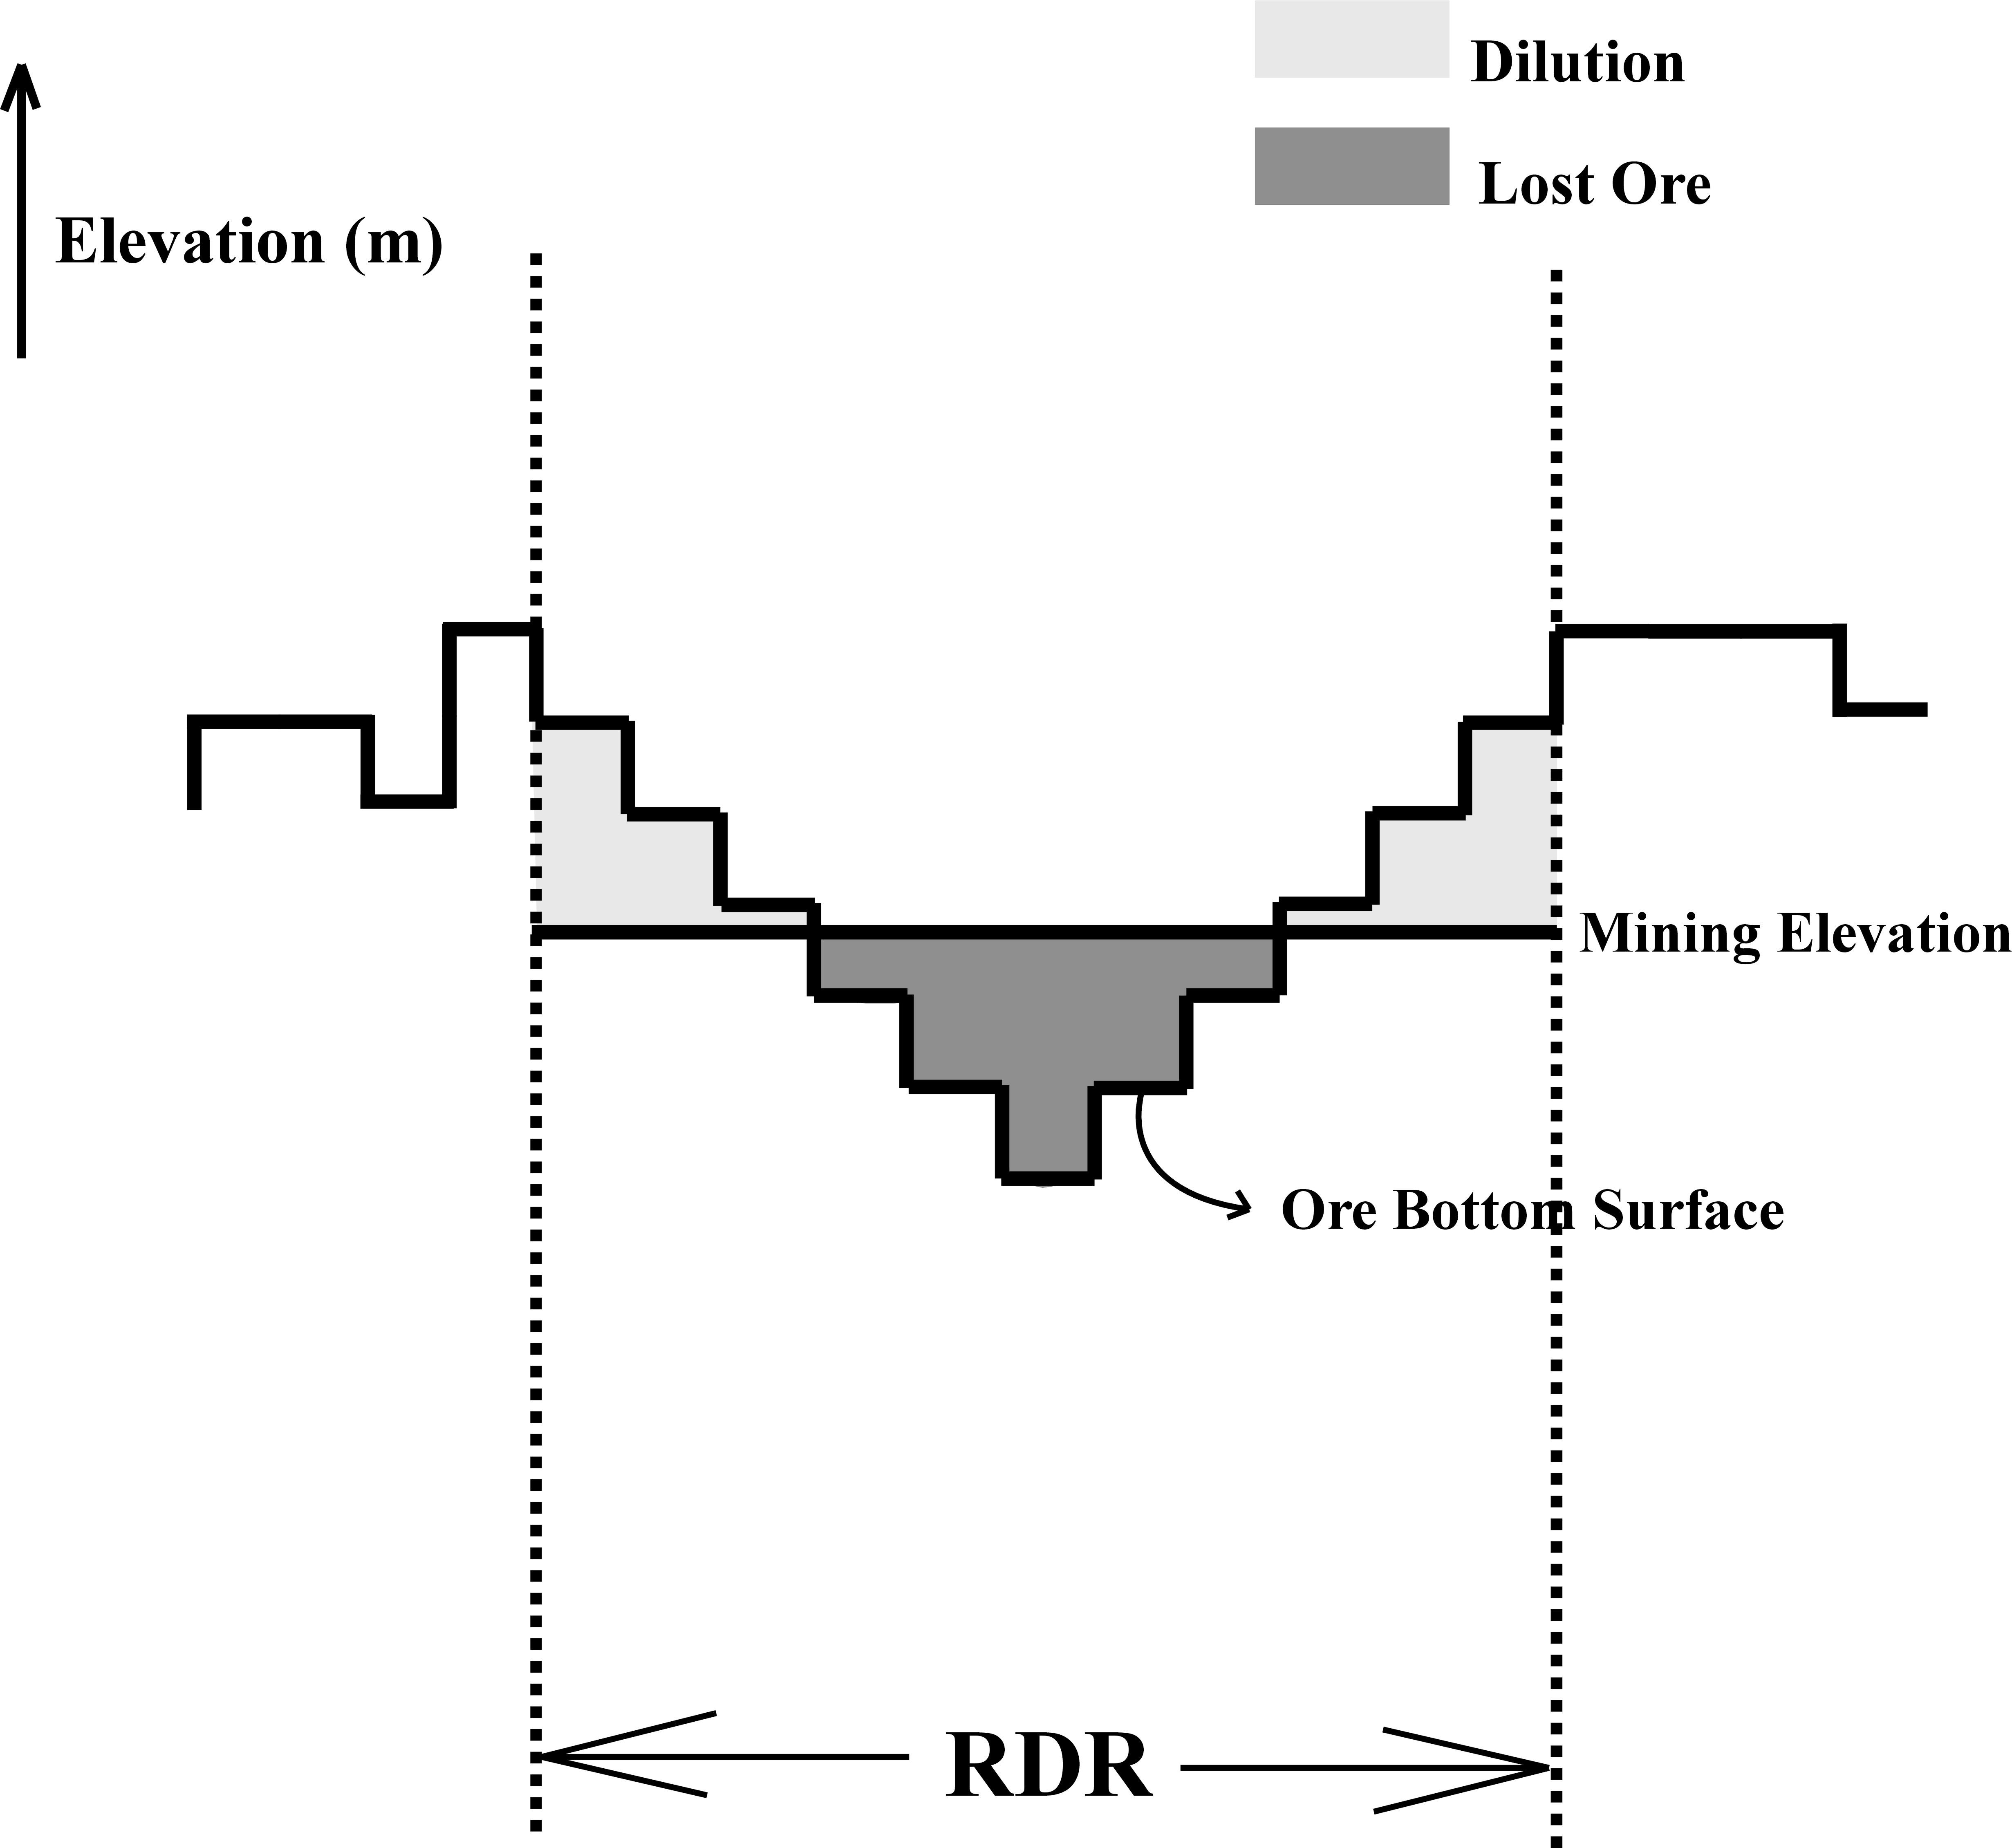 Dilution
Lost Ore
Elevation (m)
Mining Elevation
Ore Bottom Surface
RDR